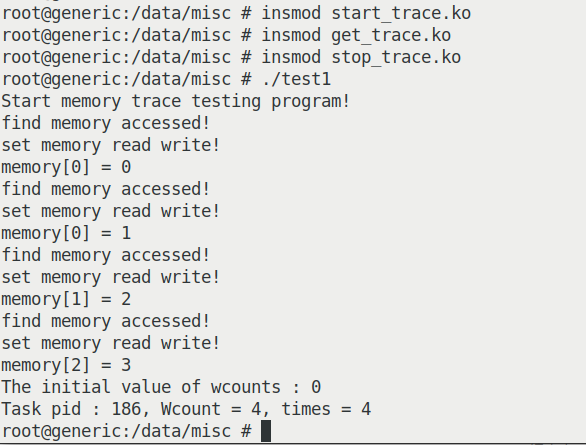 root@generic:/data/misc # insmod start_trace.ko
root@generic:/data/misc # insmod get_trace.ko
root@generic:/data/misc # insmod stop_trace.ko
root@generic:/data/misc # ./test1
Start memory trace testing program!
find memory accessed!
set memory read write!
memory[0] = 0
find memory accessed!
set memory read write!
memory[0] = 1
find memory accessed!
set memory read write!
memory[1] = 2
find memory accessed!
set memory read write!
memory[2] = 3
The initial value of wcounts : 0
Task pid : 186, Wcount = 4, times = 4
root@generic:/data/misc #